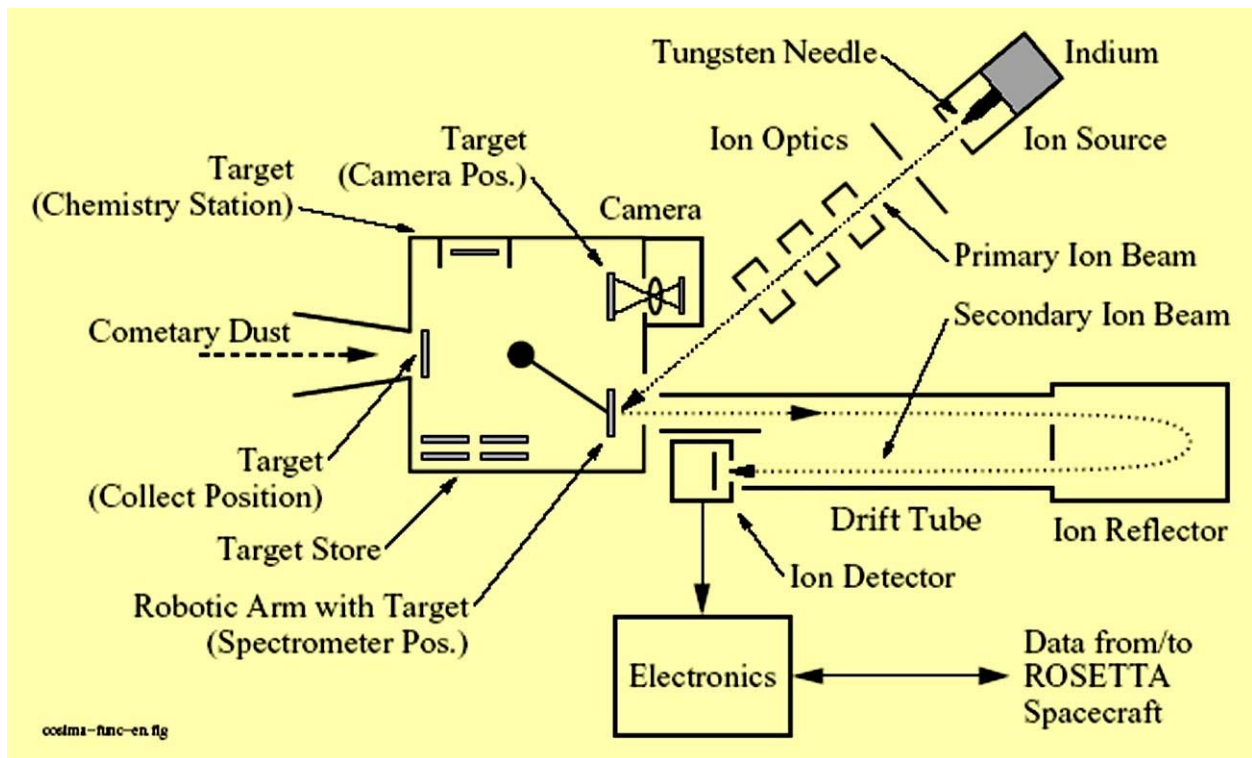 Tungsten Needle
Indium
Ion Optics
Ion Source
Target
(Camera Pos.)
Target
(Chemistry Station)
Camera
Primary Ion Beam
Secondary Ion Beam
Cometary Dust
Target
(Collect Position)
Drift Tube
Ion Reflector
Target Store
Ion Detector
Robotic Arm with Target
(Spectrometer Pos.)
Electronics
Data from/to
ROSETTA
Spacecraft
cosima-func-en.fig